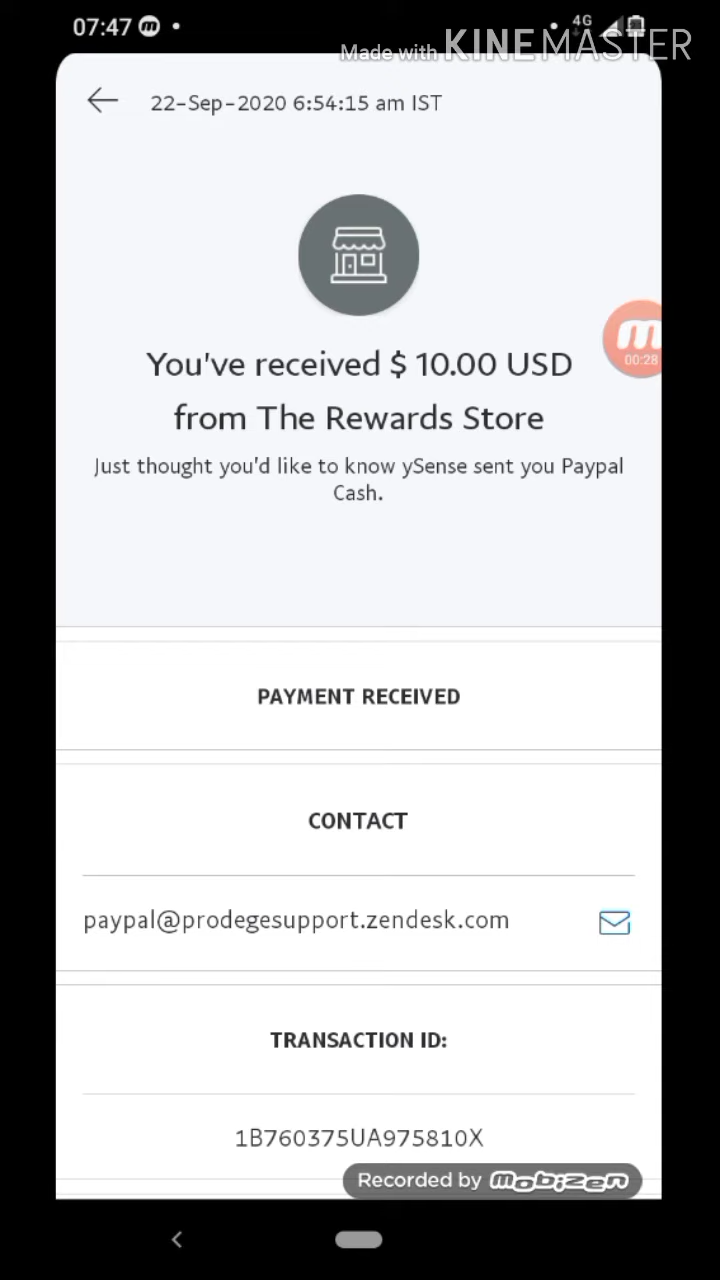 07:47
4G
Made with KINEMASTER
22-Sep-2020 6:54:15 am IST
You've received $ 10.00 USD
from The Rewards Store
m
00:28
Just thought you'd like to know ySense sent you Paypal
Cash.
PAYMENT RECEIVED
CONTACT
paypal@prodegesupport.zendesk.com
TRANSACTION ID:
1B760375UA975810X
Recorded by mobizen